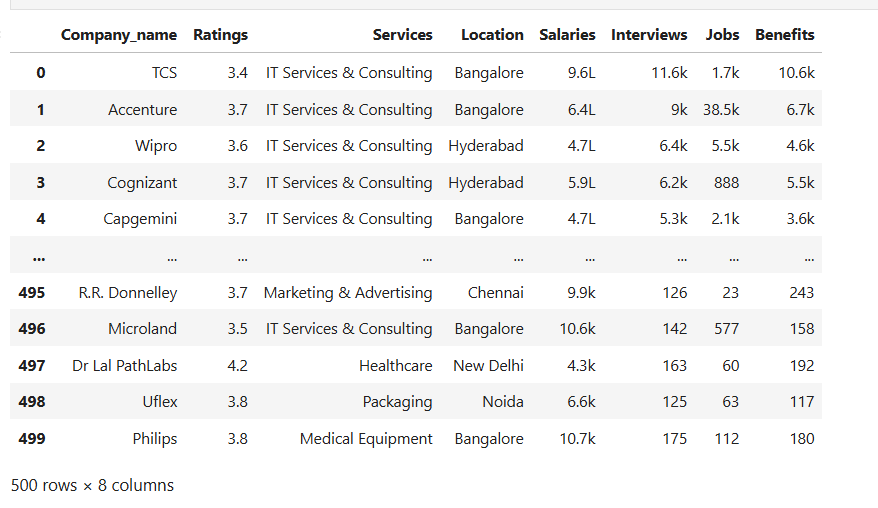 Company_name Ratings Services Location Salaries Interviews Jobs Benefits
0 TCS 3.4 IT Services & Consulting Bangalore 9.6L 11.6k 1.7k 10.6k
1 Accenture 3.7 IT Services & Consulting Bangalore 6.4L 9k 38.5k 6.7k
2 Wipro 3.6 IT Services & Consulting Hyderabad 4.7L 6.4k 5.5k 4.6k
3 Cognizant 3.7 IT Services & Consulting Hyderabad 5.9L 6.2k 888 5.5k
4 Capgemini 3.7 IT Services & Consulting Bangalore 4.7L 5.3k 2.1k 3.6k
... ... ... ... ... ... ... ... ...
495 R.R. Donnelley 3.7 Marketing & Advertising Chennai 9.9k 126 23 243
496 Microland 3.5 IT Services & Consulting Bangalore 10.6k 142 577 158
497 Dr Lal PathLabs 4.2 Healthcare New Delhi 4.3k 163 60 192
498 Uflex 3.8 Packaging Noida 6.6k 125 63 117
499 Philips 3.8 Medical Equipment Bangalore 10.7k 175 112 180
500 rows × 8 columns